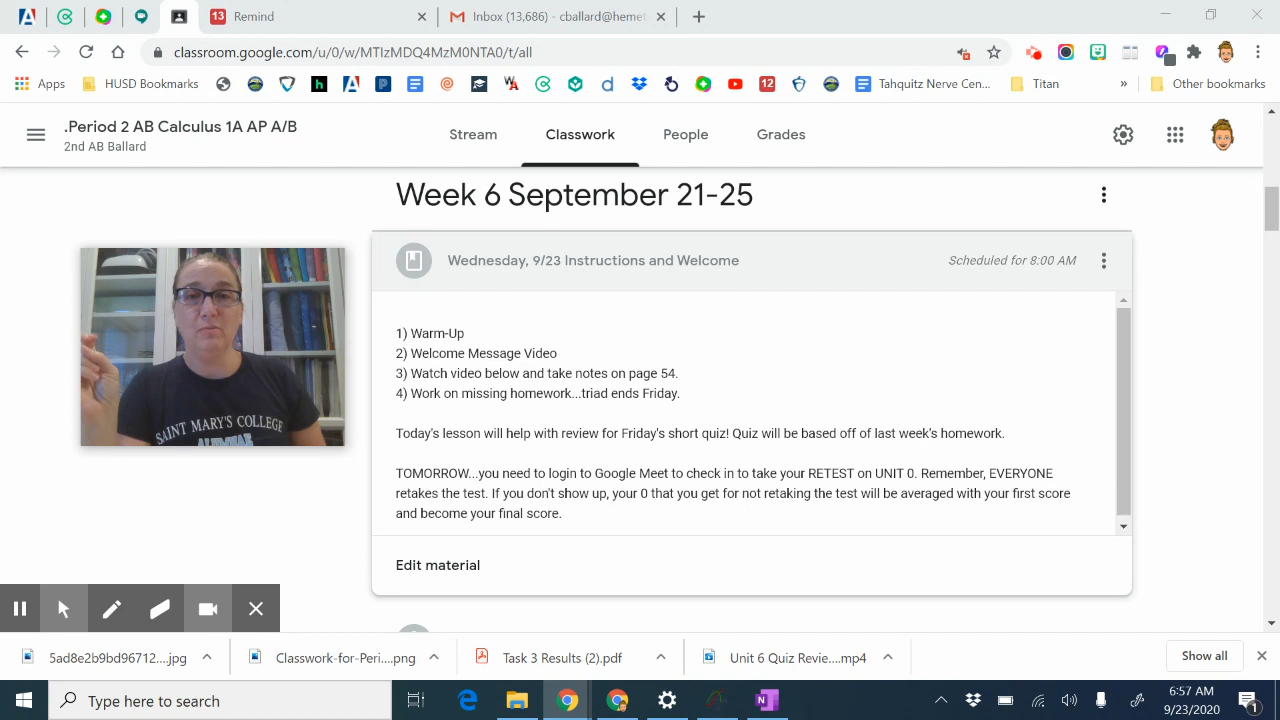 13 Remind
Inbox (13,686) - cballard@hemet
classroom.google.com/u/0/w/MTIzMDQ4MzM0NTA0/t/all
Apps HUSD Bookmarks Tahquitz Nerve Cen... Titan » Other bookmarks
.Period 2 AB Calculus 1A AP A/B
2nd AB Ballard
Stream Classwork People Grades
Week 6 September 21-25
Wednesday, 9/23 Instructions and Welcome
Scheduled for 8:00 AM
1) Warm-Up
2) Welcome Message Video
3) Watch video below and take notes on page 54.
4) Work on missing homework...triad ends Friday.
Today's lesson will help with review for Friday's short quiz! Quiz will be based off of last week's homework.
TOMORROW...you need to login to Google Meet to check in to take your RETEST on UNIT 0. Remember, EVERYONE
retakes the test. If you don't show up, your 0 that you get for not retaking the test will be averaged with your first score
and become your final score.
Edit material
SAINT MARY'S COLLEGE
5ad8e2b9bd96712....jpg
Classwork-for-Peri....png
Task 3 Results (2).pdf
Unit 6 Quiz Revie....mp4
Show all
Type here to search
6:57 AM
9/23/2020